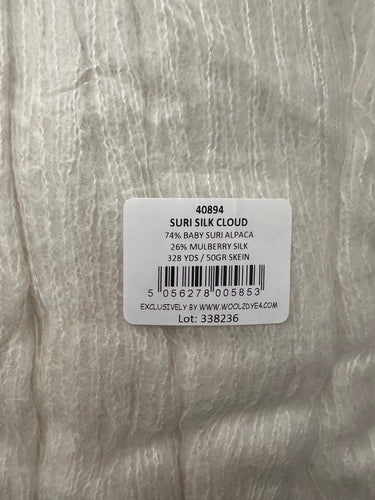 40894
SURI SILK CLOUD
74% BABY SURI ALPACA
26% MULBERRY SILK
328 YDS / 50GR SKEIN
5 056278 005853
EXCLUSIVELY BY WWW.WOOL2DYE4.COM
Lot: 338236